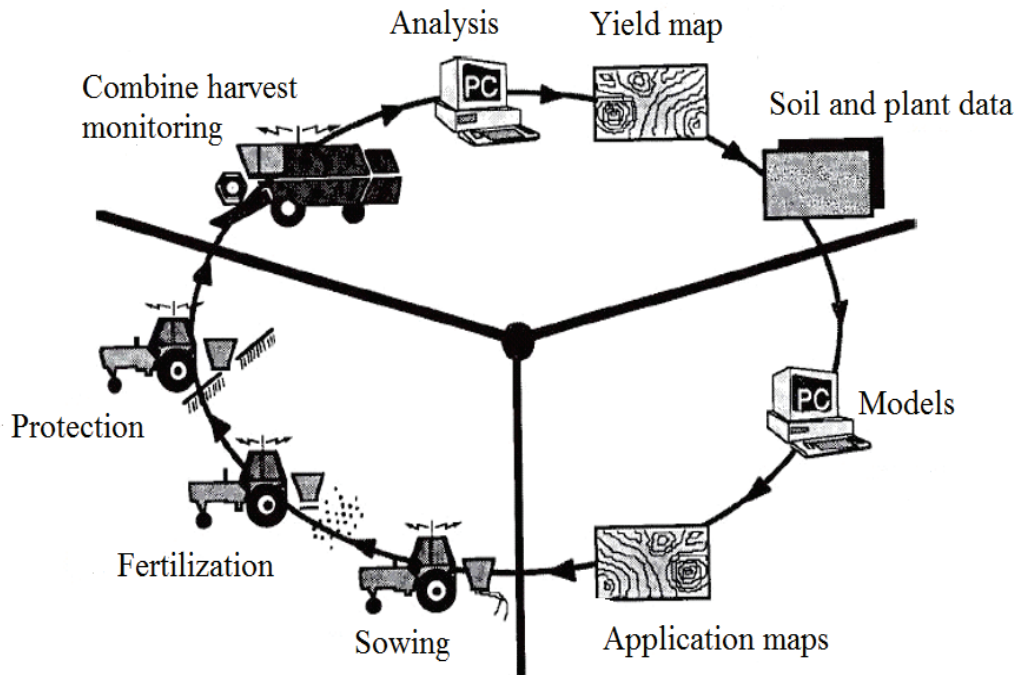 Analysis
Yield map
Combine harvest
monitoring
PC
Soil and plant data
PC
Models
Protection
Fertilization
Sowing
Application maps